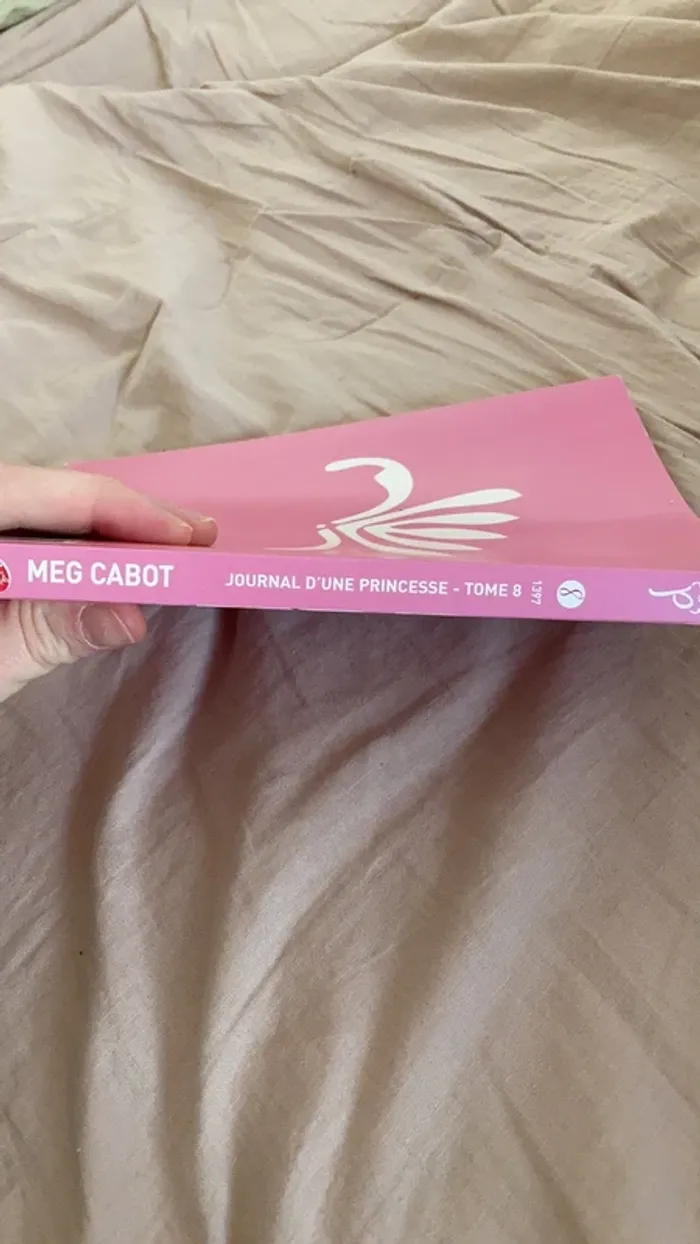 MEG CABOT
JOURNAL D'UNE PRINCESSE - TOME 8
1397
8